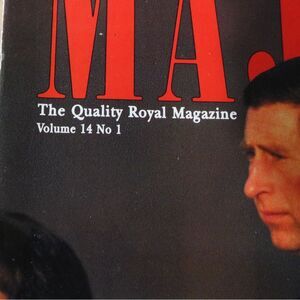 MA
The Quality Royal Magazine
Volume 14 No 1